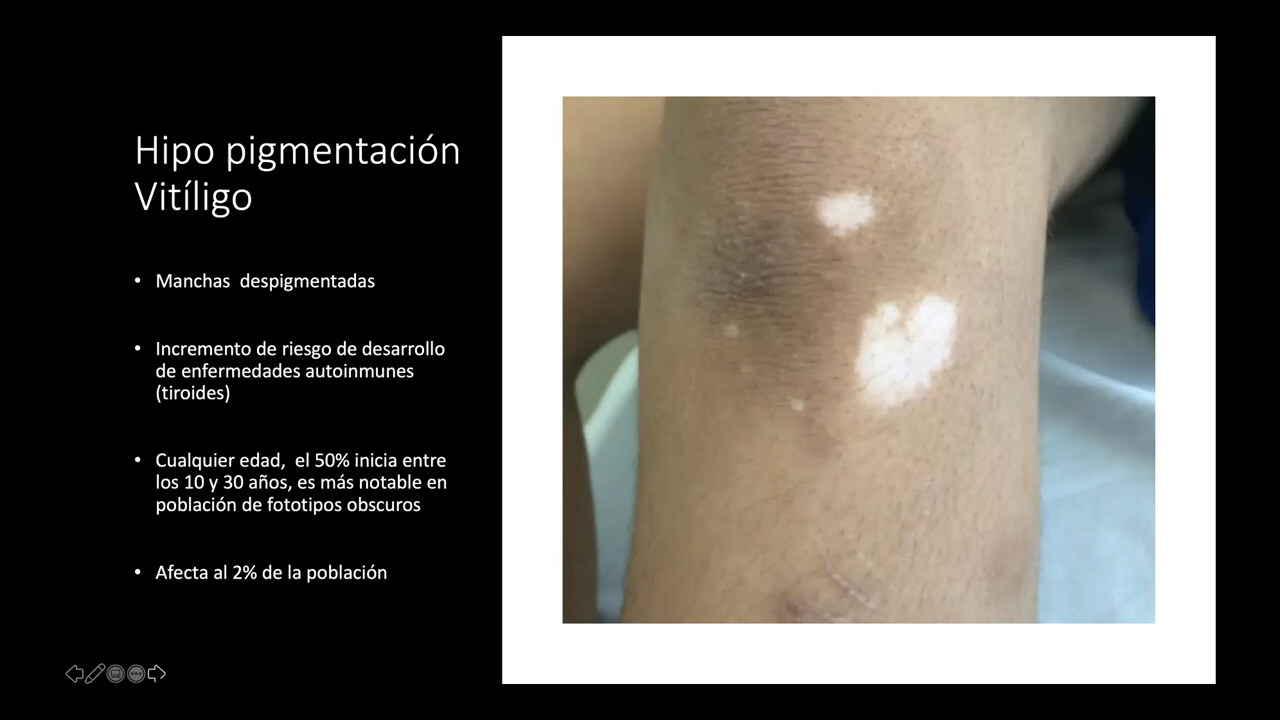 Hipo pigmentación
Vitíligo
• Manchas  despigmentadas
• Incremento de riesgo de desarrollo
de enfermedades autoinmunes
(tiroides)
• Cualquier edad,  el 50% inicia entre
los 10 y 30 años, es más notable en
población de fototipos obscuros
• Afecta al 2% de la población